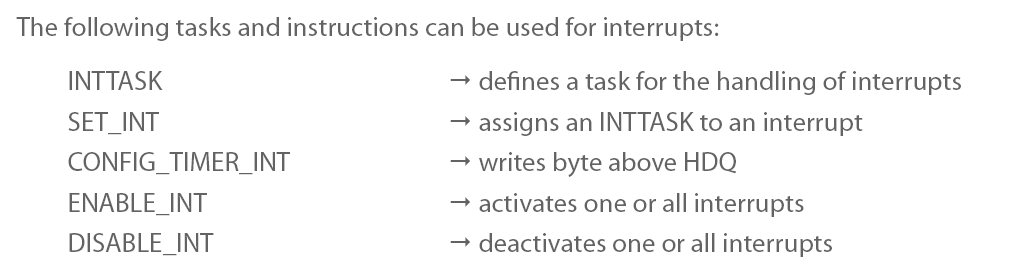 The following tasks and instructions can be used for interrupts:
INTTASK → defines a task for the handling of interrupts
SET_INT → assigns an INTTASK to an interrupt
CONFIG_TIMER_INT → writes byte above HDQ
ENABLE_INT → activates one or all interrupts
DISABLE_INT → deactivates one or all interrupts